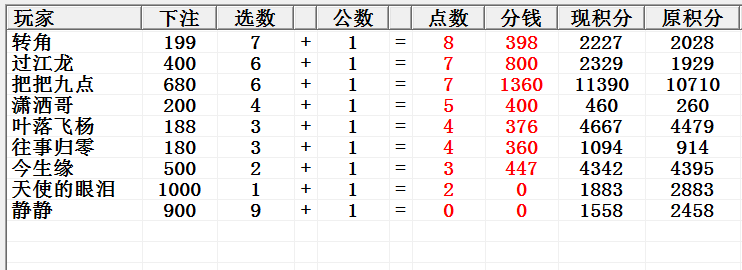 玩家 下注 选数 公数 点数 分钱 现积分 原积分
转角 199 7 + 1 = 8 398 2227 2028
过江龙 400 6 + 1 = 7 800 2329 1929
把把九点 680 6 + 1 = 7 1360 11390 10710
潇洒哥 200 4 + 1 = 5 400 460 260
叶落飞杨 188 3 + 1 = 4 376 4667 4479
往事归零 180 3 + 1 = 4 360 1094 914
今生缘 500 2 + 1 = 3 447 4342 4395
天使的眼泪 1000 1 + 1 = 2 0 1883 2883
静静 900 9 + 1 = 0 0 1558 2458